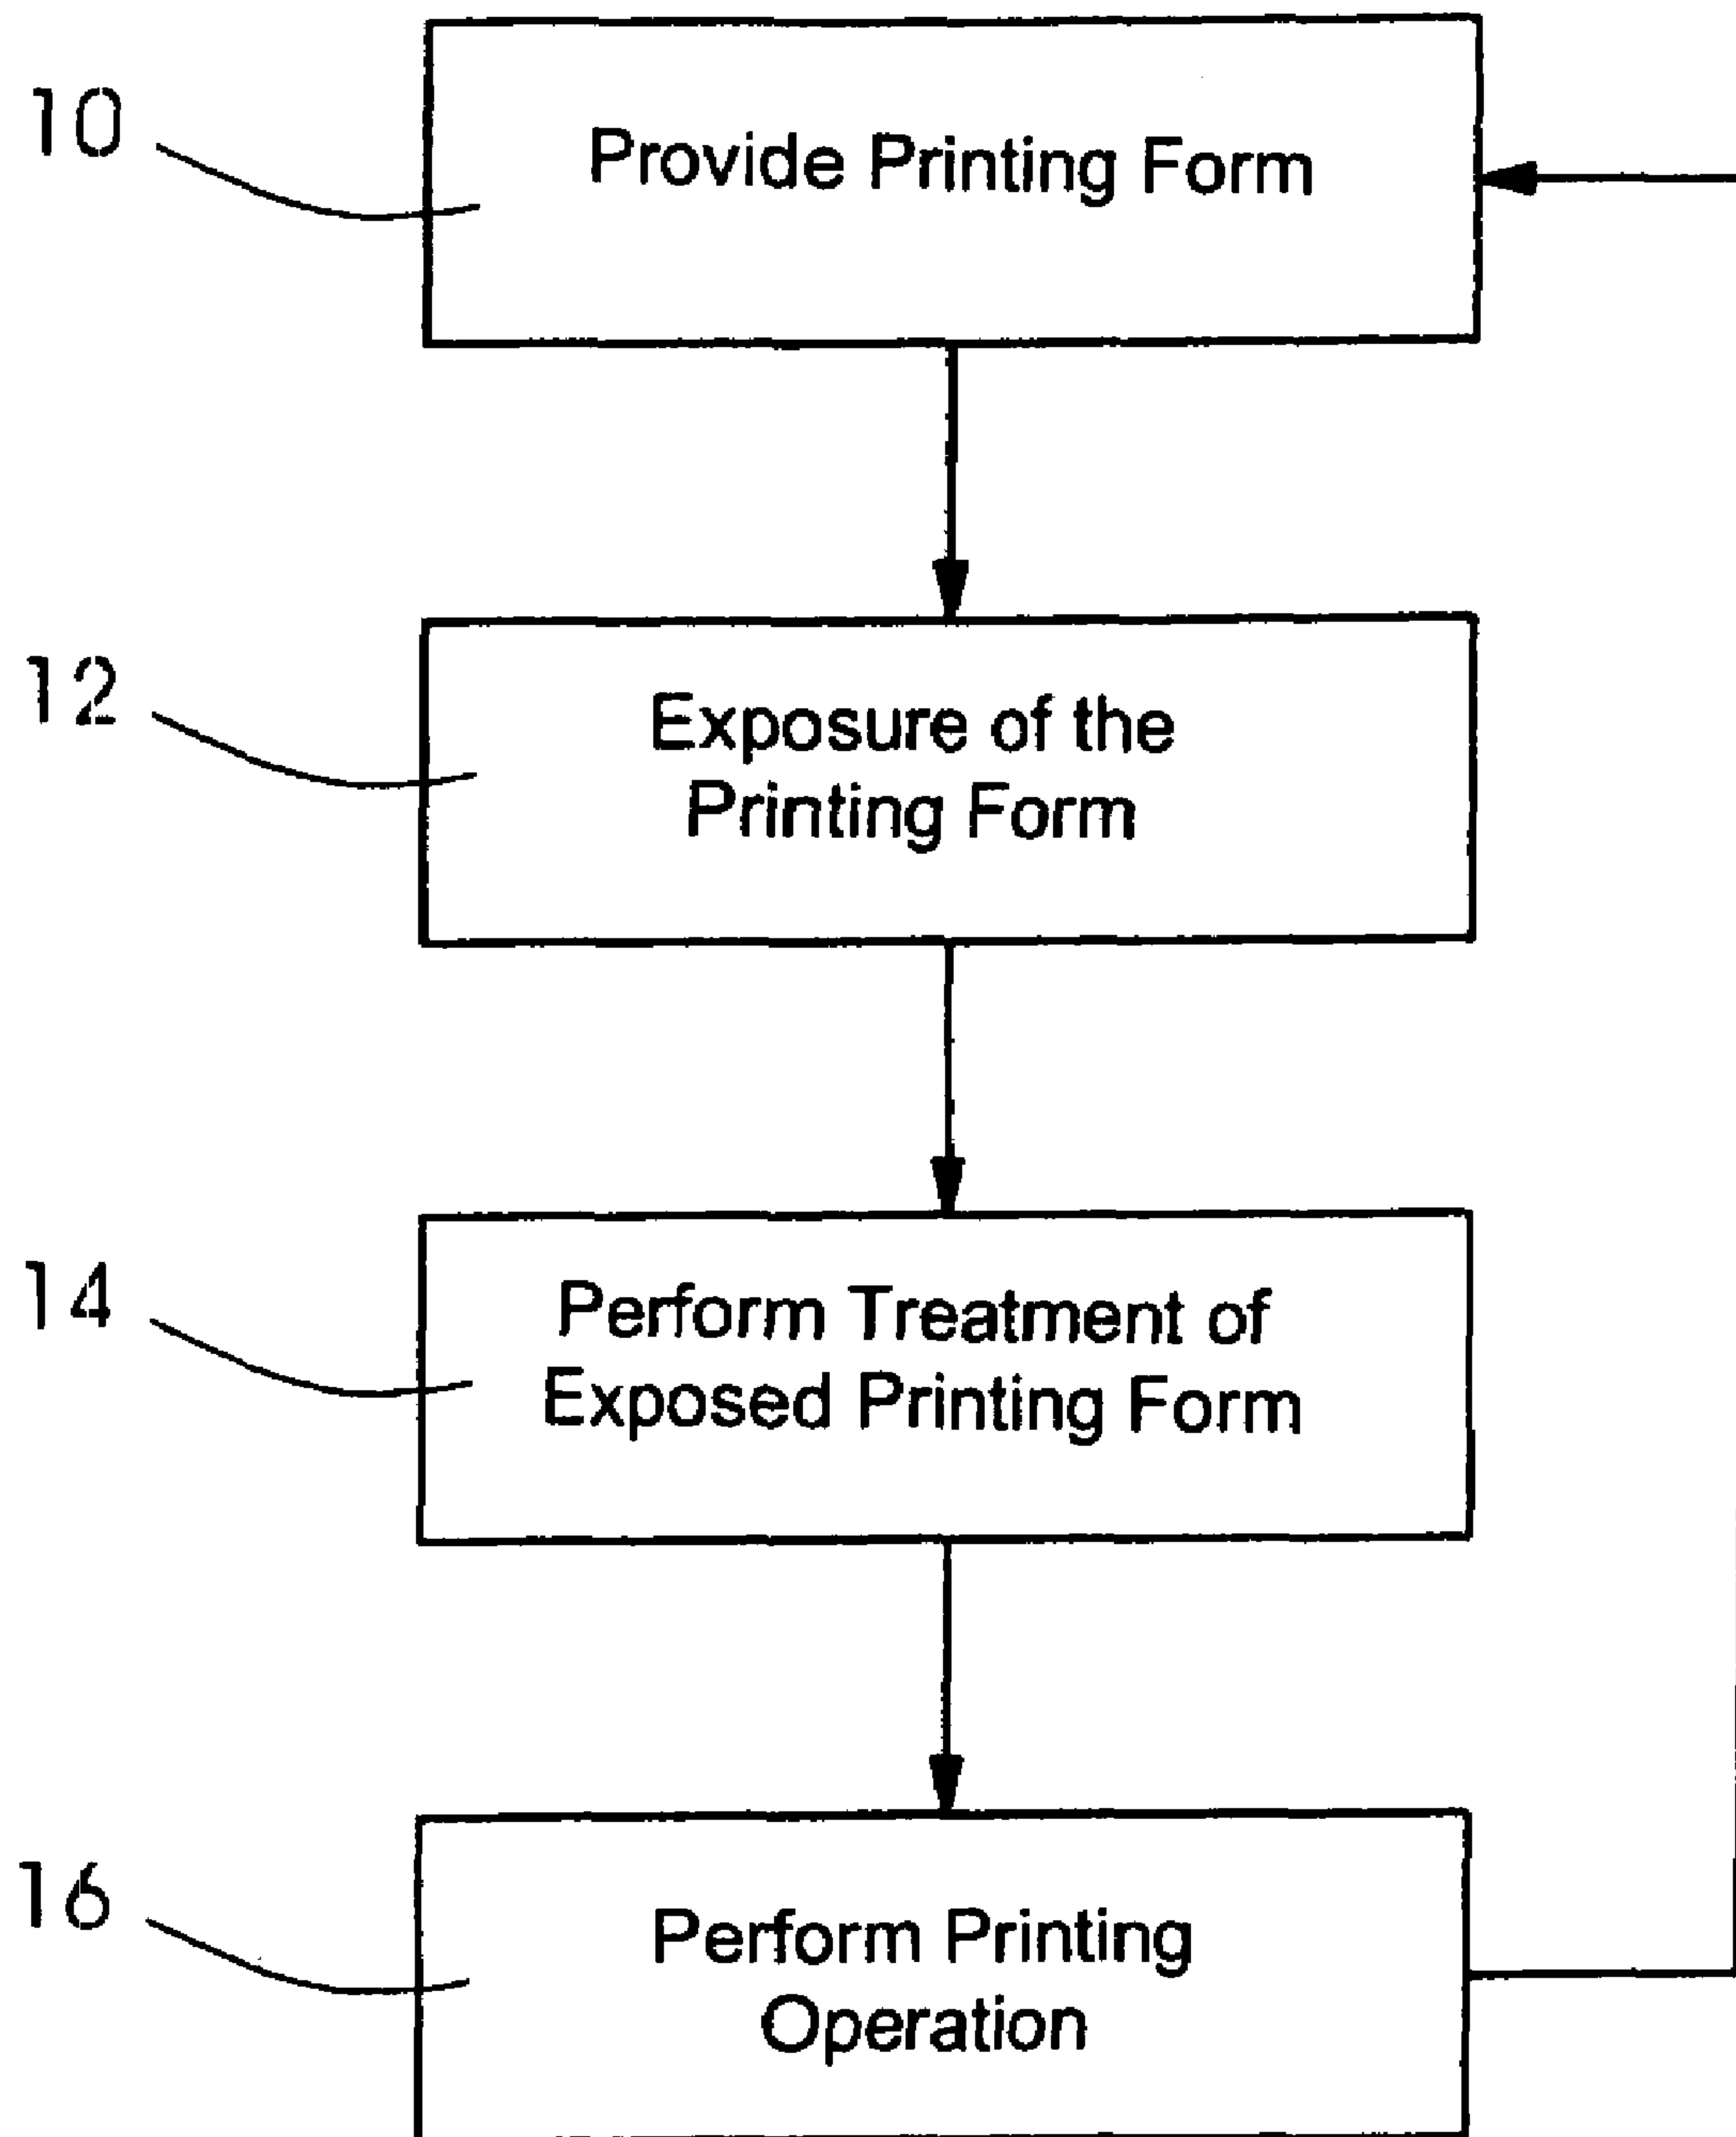 10
Provide Printing Form
12
Exposure of the
Printing Form
14
Perform Treatment of
Exposed Printing Form
16
Perform Printing
Operation